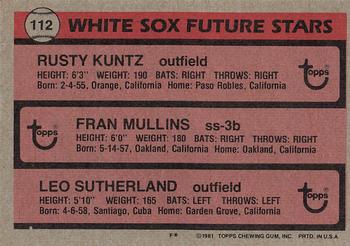 112 WHITE SOX FUTURE STARS
RUSTY KUNTZ outfield
HEIGHT: 6'3" WEIGHT: 190 BATS: RIGHT THROWS: RIGHT
Born: 2-4-55, Orange, California Home: Paso Robles, California
topps
FRAN MULLINS ss-3b
HEIGHT: 6'0" WEIGHT: 180 BATS: RIGHT THROWS: RIGHT
Born: 5-14-57, Oakland, California Home: Oakland, California
topps
LEO SUTHERLAND outfield
HEIGHT: 5'10" WEIGHT: 165 BATS: LEFT THROWS: LEFT
Born: 4-6-58, Santiago, Cuba Home: Garden Grove, California
topps
F* ©1981 TOPPS CHEWING GUM, INC. PRTD. IN U.S.A.